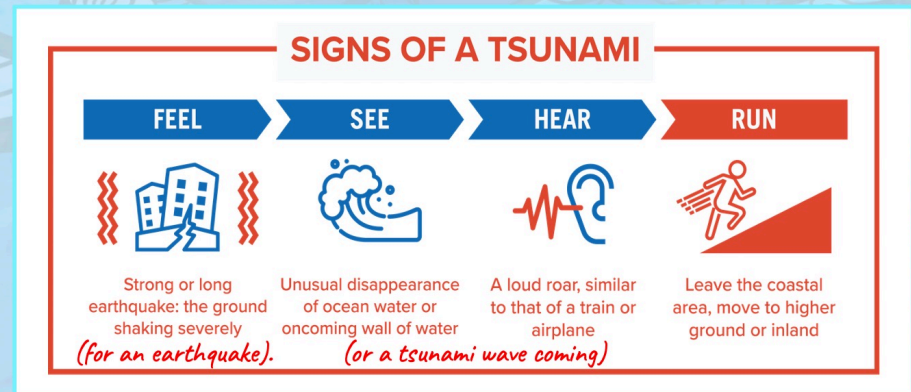 SIGNS OF A TSUNAMI
FEEL
SEE
HEAR
RUN
Strong or long
earthquake: the ground
shaking severely
(for an earthquake).
Unusual disappearance
of ocean water or
oncoming wall of water
A loud roar, similar
to that of a train or
airplane
(or a tsunami wave coming)
Leave the coastal
area, move to higher
ground or inland